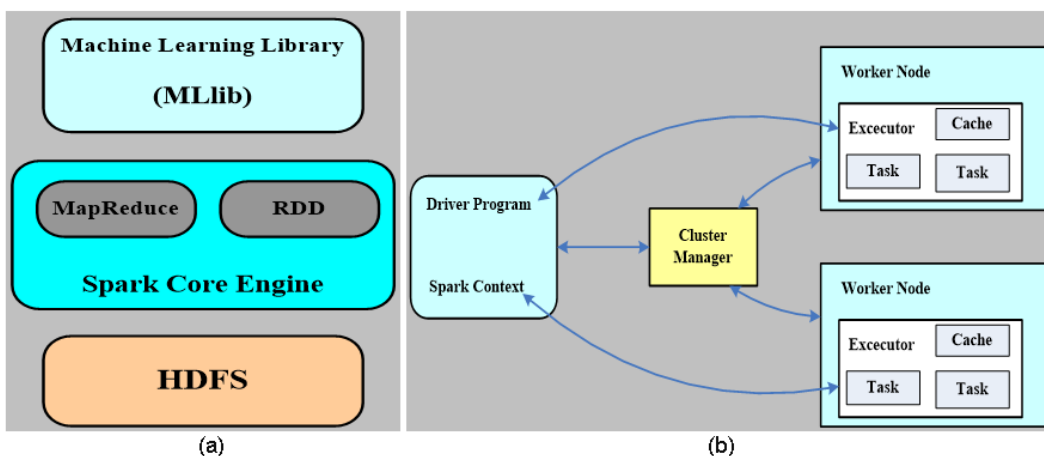 Machine Learning Library
(MLlib)
MapReduce
RDD
Spark Core Engine
HDFS
(a)
Driver Program
Spark Context
Cluster
Manager
Worker Node
Excecutor
Cache
Task
Task
Worker Node
Excecutor
Cache
Task
Task
(b)